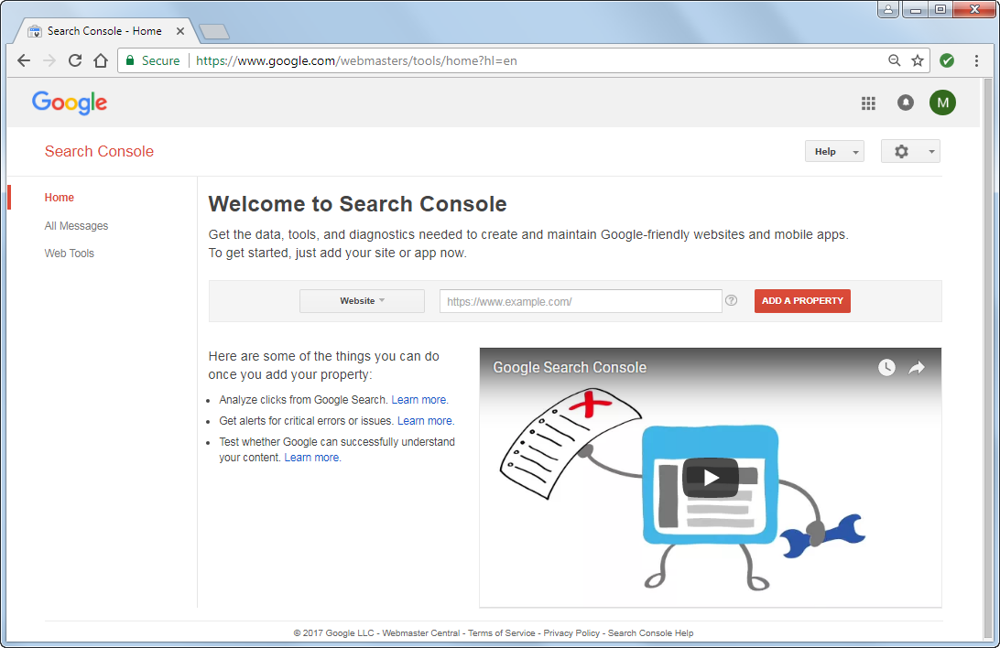 Search Console - Home
Secure
https://www.google.com/webmasters/tools/home?hl=en
Google
M
Search Console
Help
Home
All Messages
Web Tools
Welcome to Search Console
Get the data, tools, and diagnostics needed to create and maintain Google-friendly websites and mobile apps.
To get started, just add your site or app now.
Website
https://www.example.com/
?
ADD A PROPERTY
Here are some of the things you can do
once you add your property:
Analyze clicks from Google Search. Learn more.
Get alerts for critical errors or issues. Learn more.
Test whether Google can successfully understand
your content. Learn more.
Google Search Console
© 2017 Google LLC - Webmaster Central - Terms of Service - Privacy Policy - Search Console Help